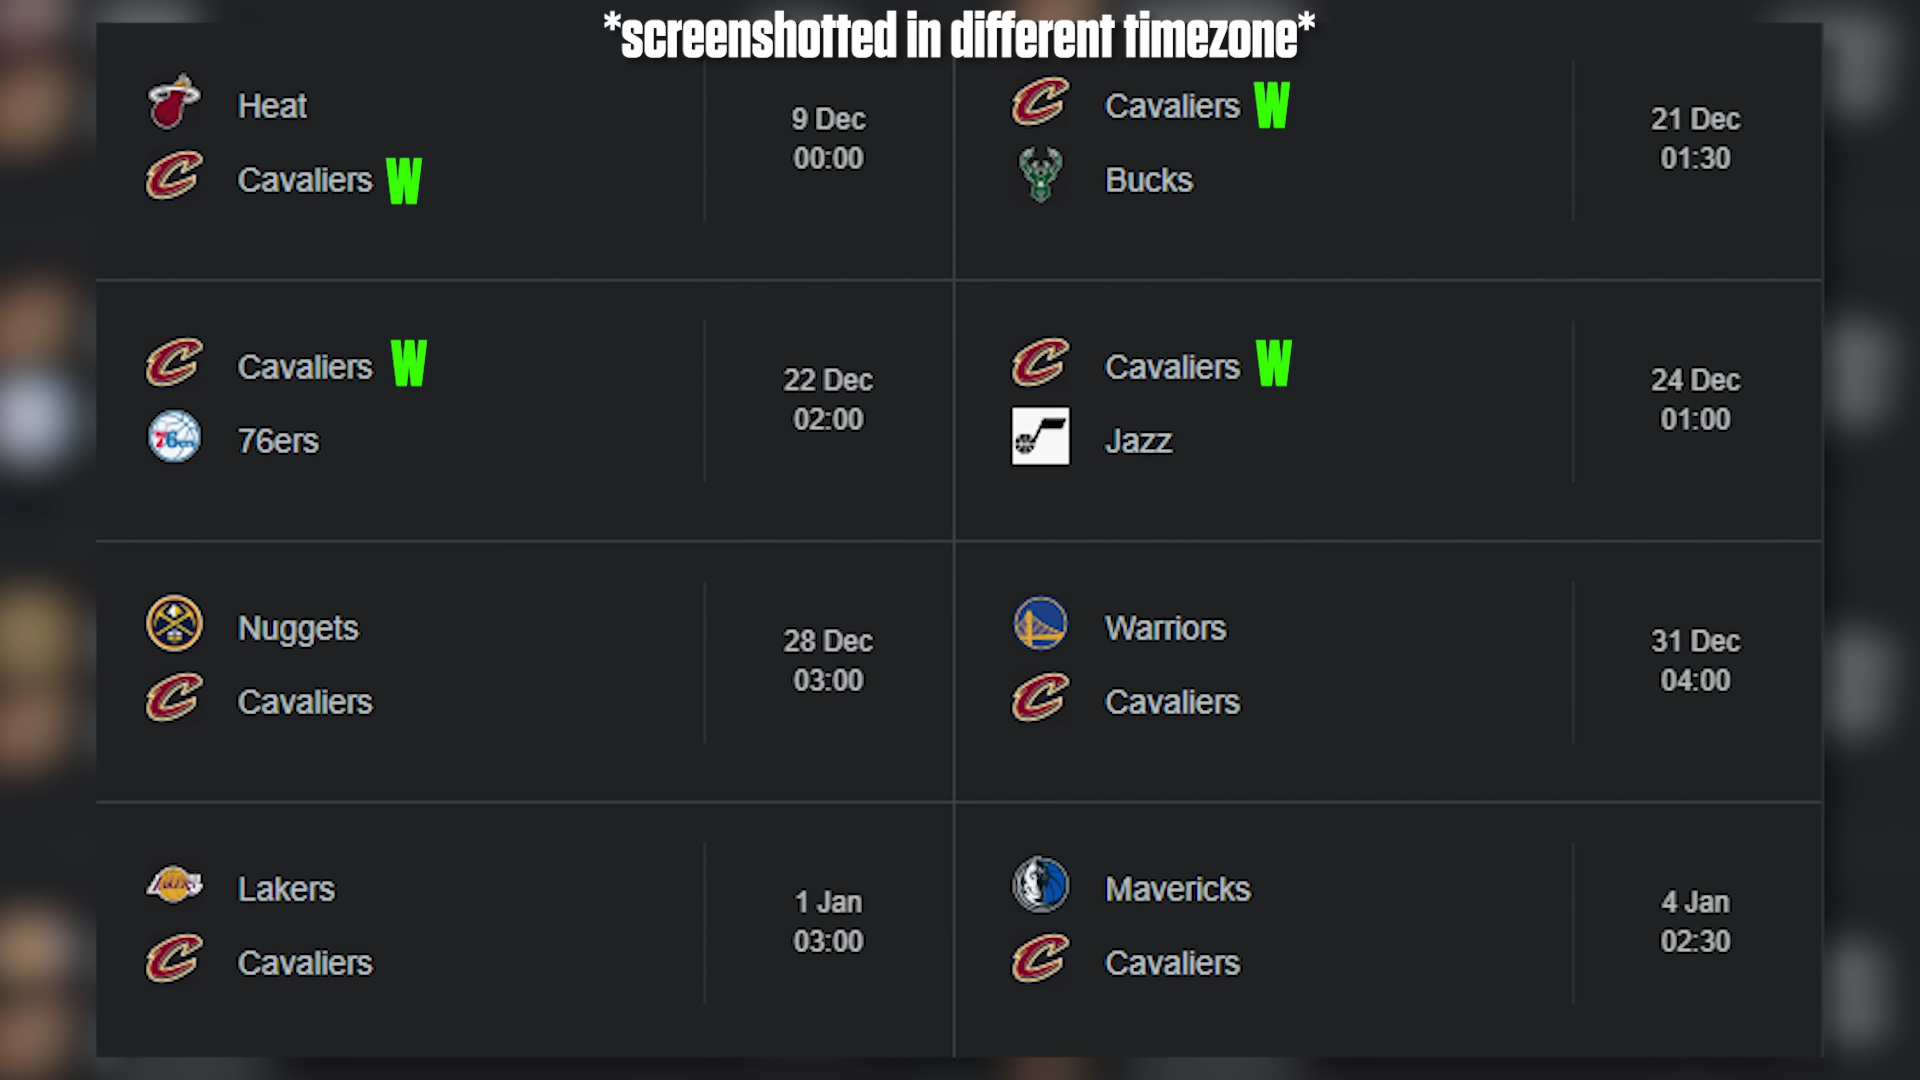 *screenshotted in different timezone*
Heat
Cavaliers W
9 Dec
00:00
Cavaliers W
Bucks
21 Dec
01:30
Cavaliers W
76ers
22 Dec
02:00
Cavaliers W
Jazz
24 Dec
01:00
Nuggets
Cavaliers
28 Dec
03:00
Warriors
Cavaliers
31 Dec
04:00
Lakers
Cavaliers
1 Jan
03:00
Mavericks
Cavaliers
4 Jan
02:30